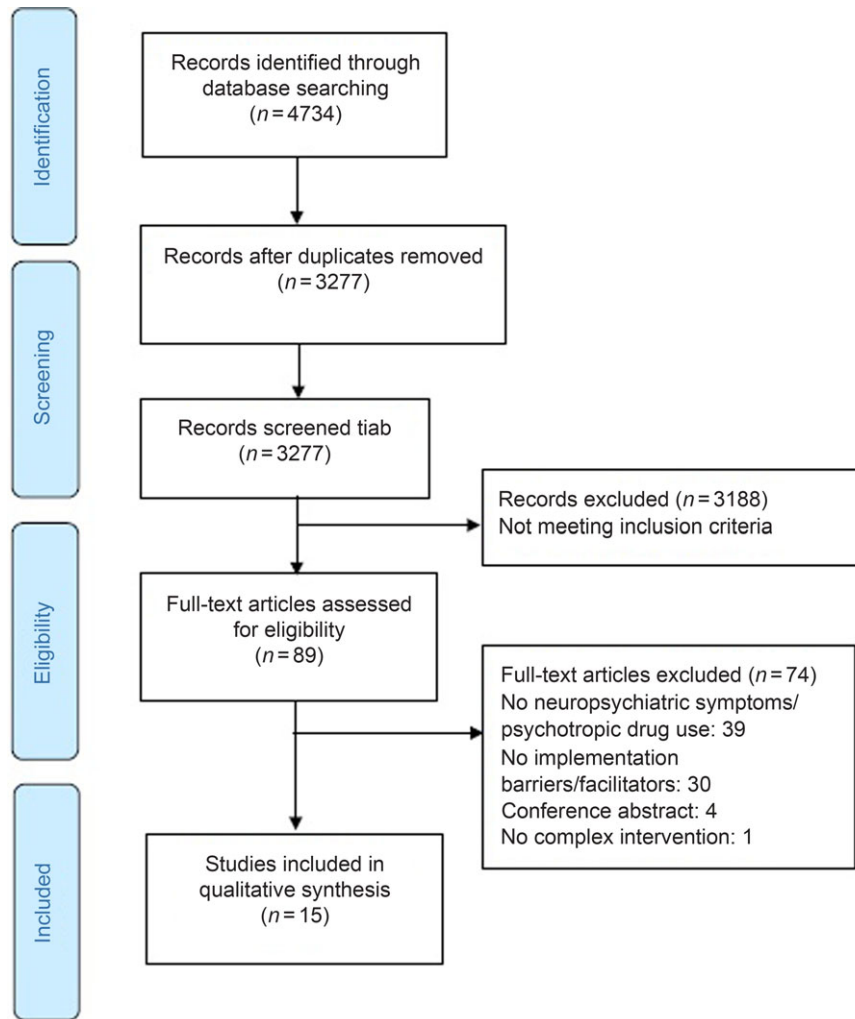 Identification
Records identified through
database searching
(n = 4734)
Records after duplicates removed
(n = 3277)
Screening
Records screened tiab
(n = 3277)
Records excluded (n = 3188)
Not meeting inclusion criteria
Eligibility
Full-text articles assessed
for eligibility
(n = 89)
Full-text articles excluded (n = 74)
No neuropsychiatric symptoms/
psychotropic drug use: 39
No implementation
barriers/facilitators: 30
Conference abstract: 4
No complex intervention: 1
Included
Studies included in
qualitative synthesis
(n = 15)